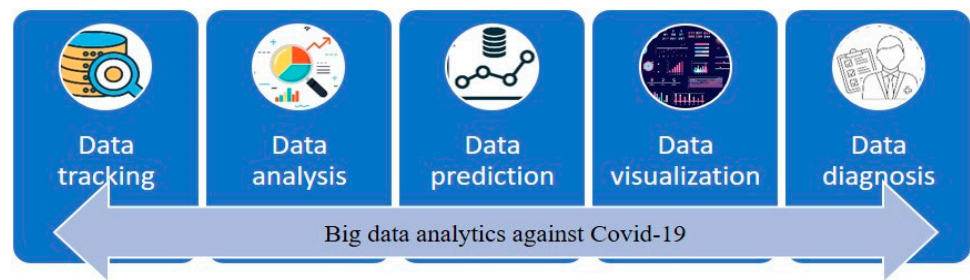 Data
tracking
Data
analysis
Data
prediction
Data
visualization
Data
diagnosis
Big data analytics against Covid-19